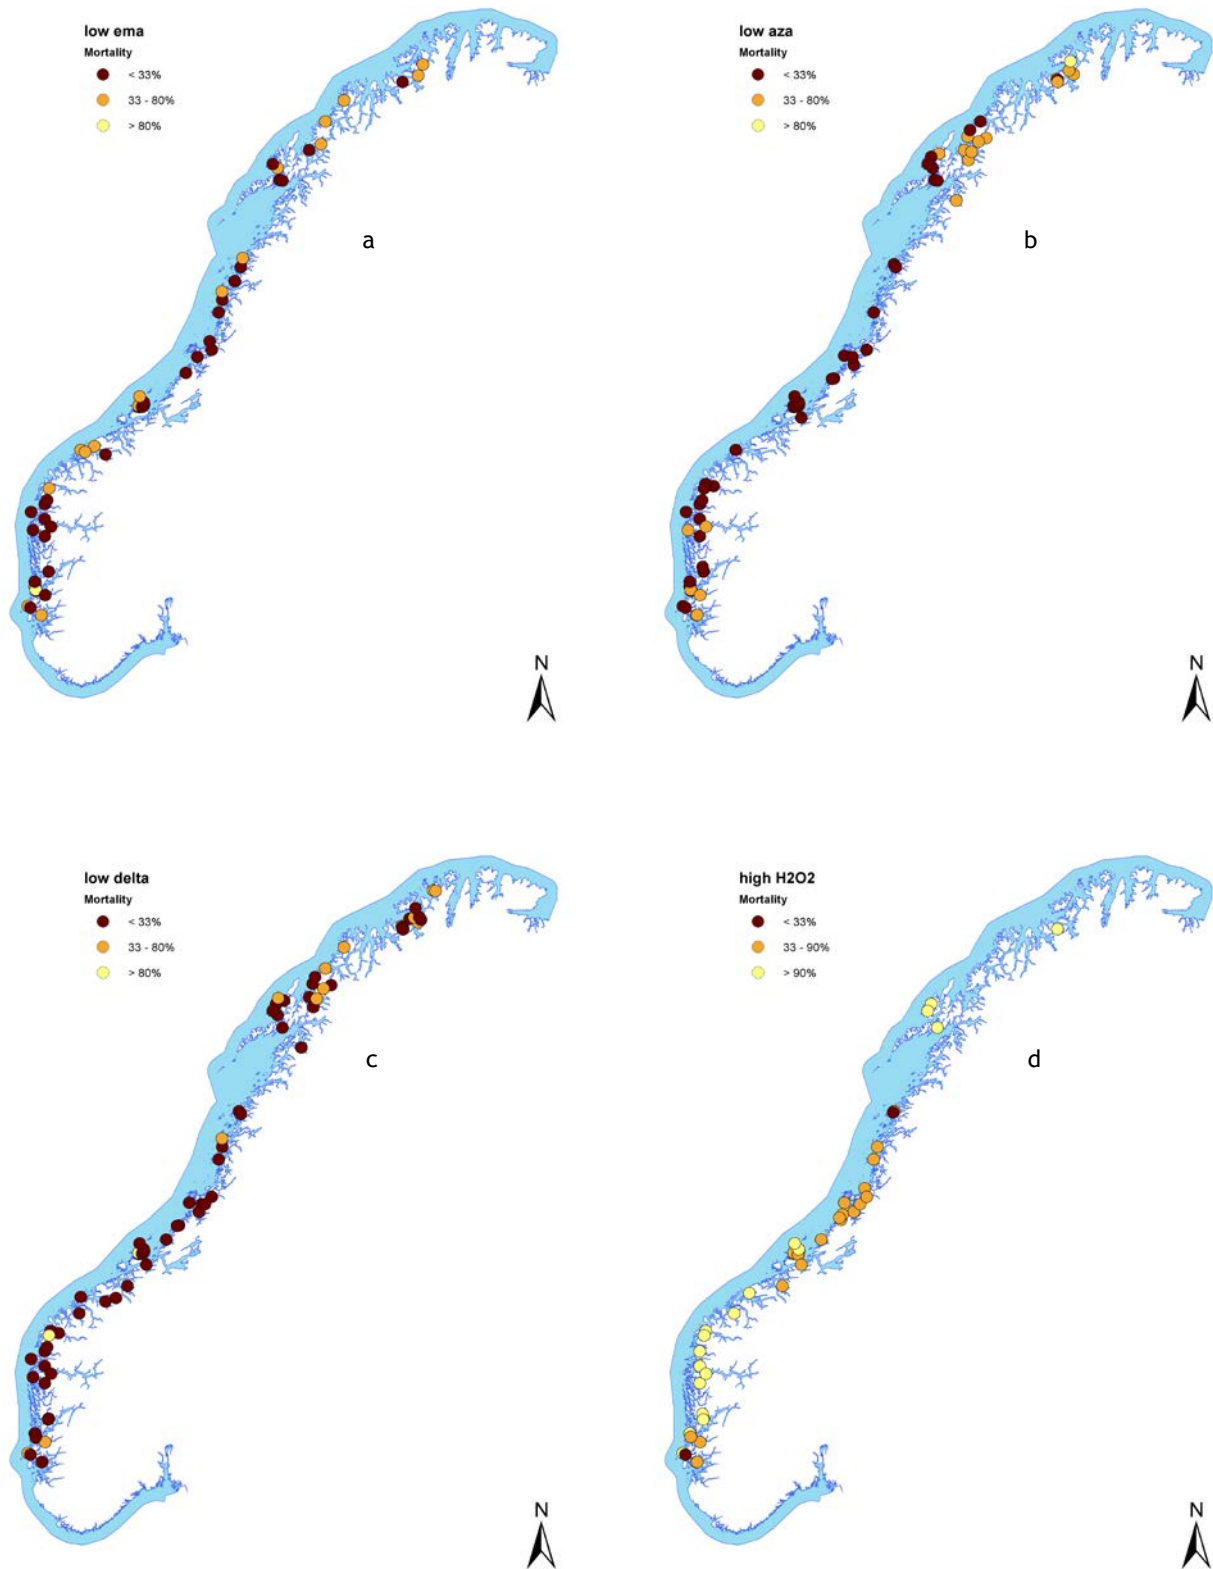 low ema
Mortality
< 33%
33 - 80%
> 80%
a
N
low aza
Mortality
< 33%
33 - 80%
> 80%
b
N
low delta
Mortality
< 33%
33 - 80%
> 80%
c
N
high H2O2
Mortality
< 33%
33 - 90%
> 90%
d
N